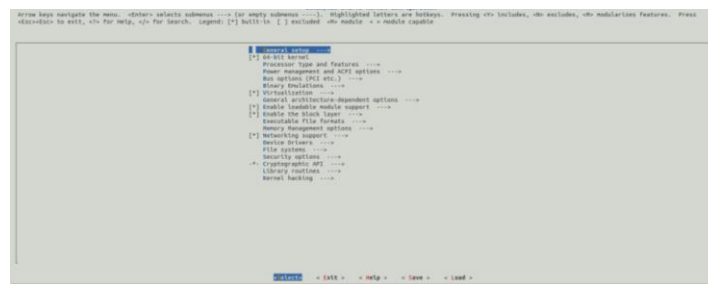 Arrow keys navigate the menu. <Enter> selects submenus ---> (or empty submenus ----). Highlighted letters are hotkeys. Pressing <Y> includes, <N> excludes, <M> modularizes features. Press
<Esc><Esc> to exit, <?> for Help, </> for Search. Legend: [*] built-in [ ] excluded <M> module < > module capable
General setup --->
[*] 64-bit kernel
Processor type and features --->
Power management and ACPI options --->
Bus options (PCI etc.) --->
Binary Emulations --->
[*] Virtualization --->
General architecture-dependent options --->
[*] Enable loadable module support --->
[*] Enable the block layer --->
Executable file formats --->
Memory Management options --->
[*] Networking support --->
Device Drivers --->
File systems --->
Security options --->
-*- Cryptographic API --->
Library routines --->
Kernel hacking --->
<Select> < Exit > < Help > < Save > < Load >